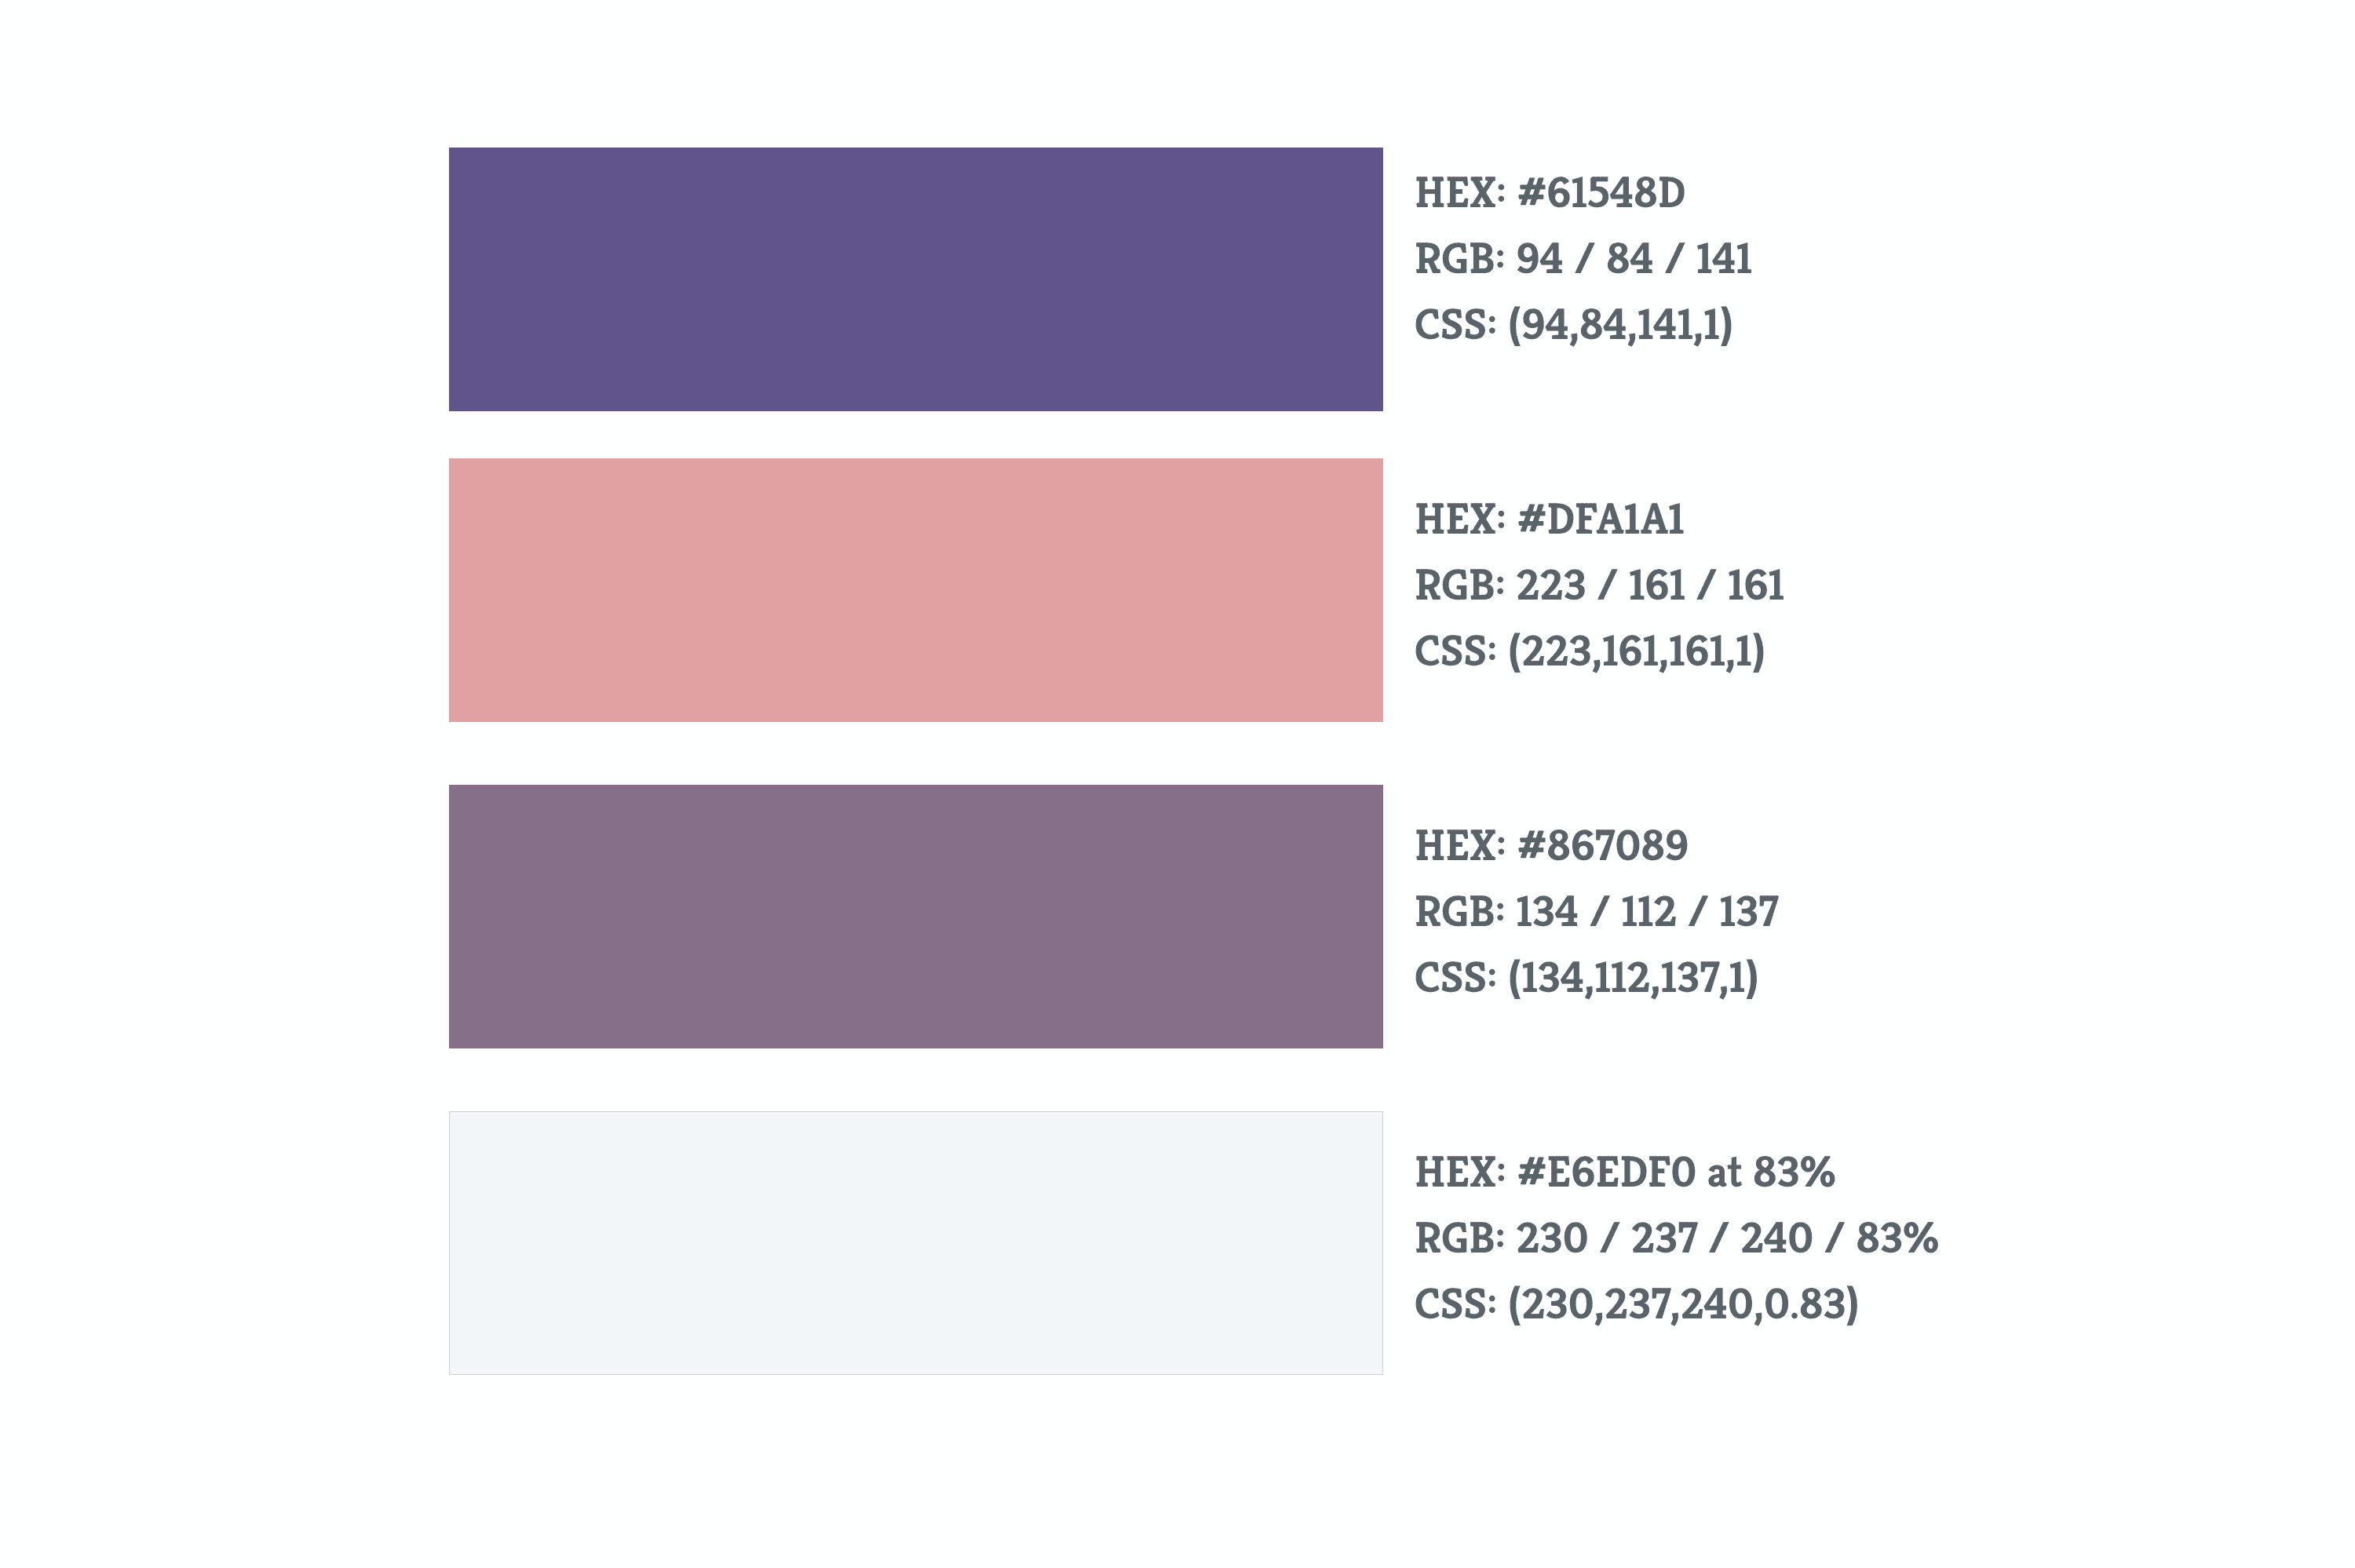 HEX: #61548D
RGB: 94 / 84 / 141
CSS: (94,84,141,1)
HEX: #DFA1A1
RGB: 223 / 161 / 161
CSS: (223,161,161,1)
HEX: #867089
RGB: 134 / 112 / 137
CSS: (134,112,137,1)
HEX: #E6EDF0 at 83%
RGB: 230 / 237 / 240 / 83%
CSS: (230,237,240,0.83)